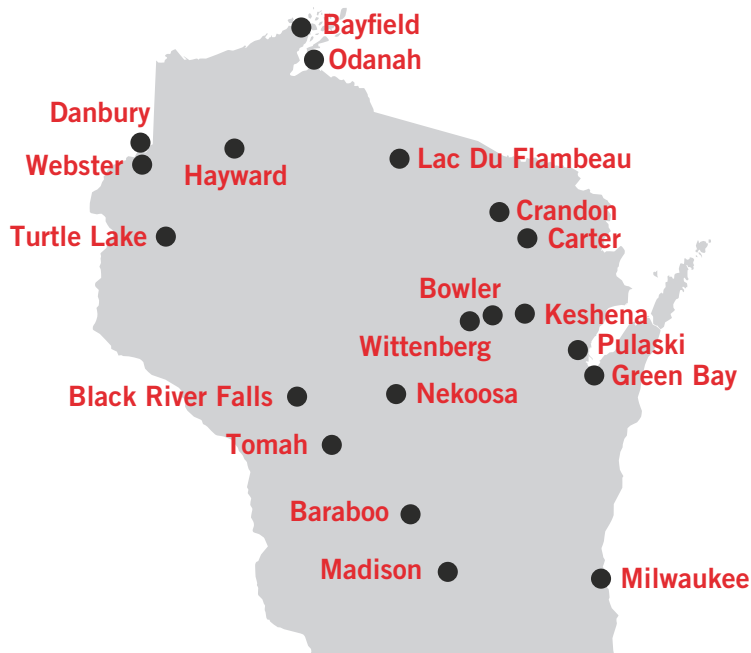 Bayfield
Odanah
Danbury
Webster
Hayward
Lac Du Flambeau
Crandon
Turtle Lake
Carter
Bowler
Keshena
Wittenberg
Pulaski
Green Bay
Black River Falls
Nekoosa
Tomah
Baraboo
Madison
Milwaukee